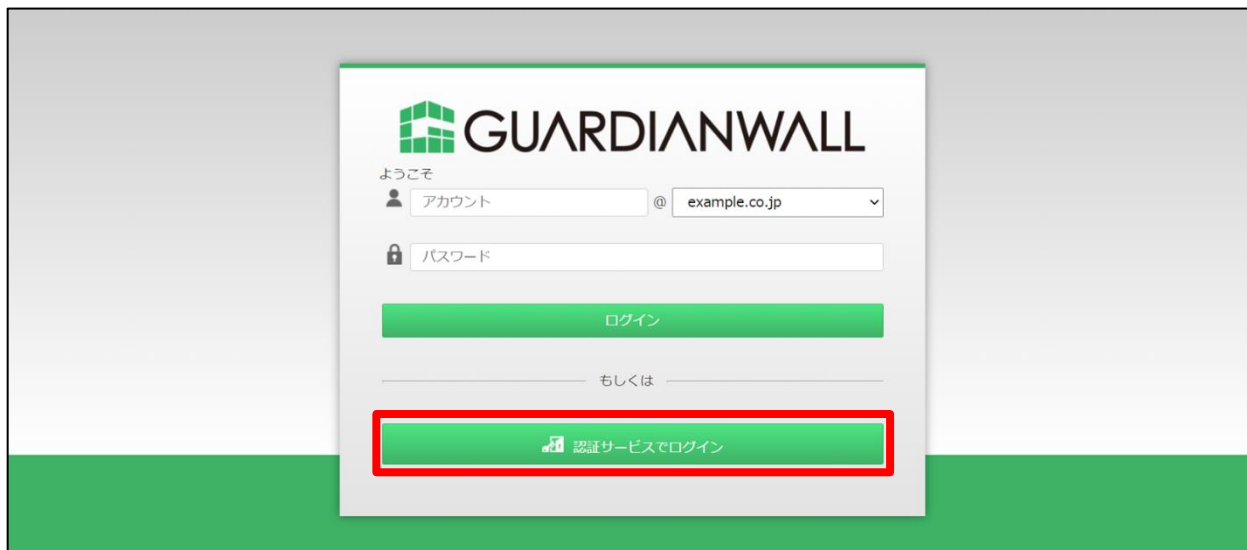 GUARDIANWALL
ようこそ
アカウント @ example.co.jp
パスワード
ログイン
もしくは
認証サービスでログイン